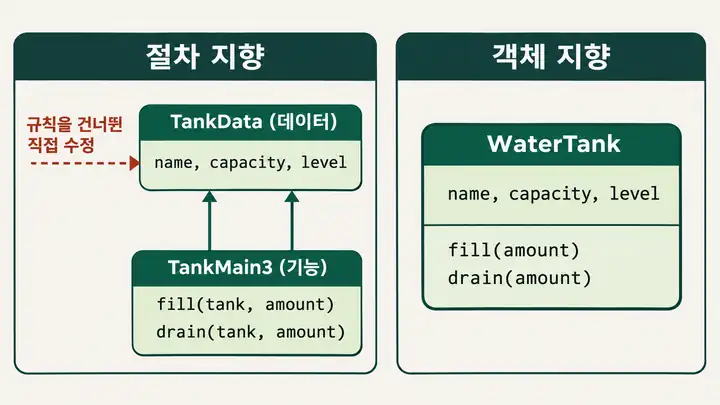 절차 지향
규칙을 건너뛴
직접 수정
TankData (데이터)
name, capacity, level
TankMain3 (기능)
fill(tank, amount)
drain(tank, amount)
객체 지향
WaterTank
name, capacity, level
fill(amount)
drain(amount)